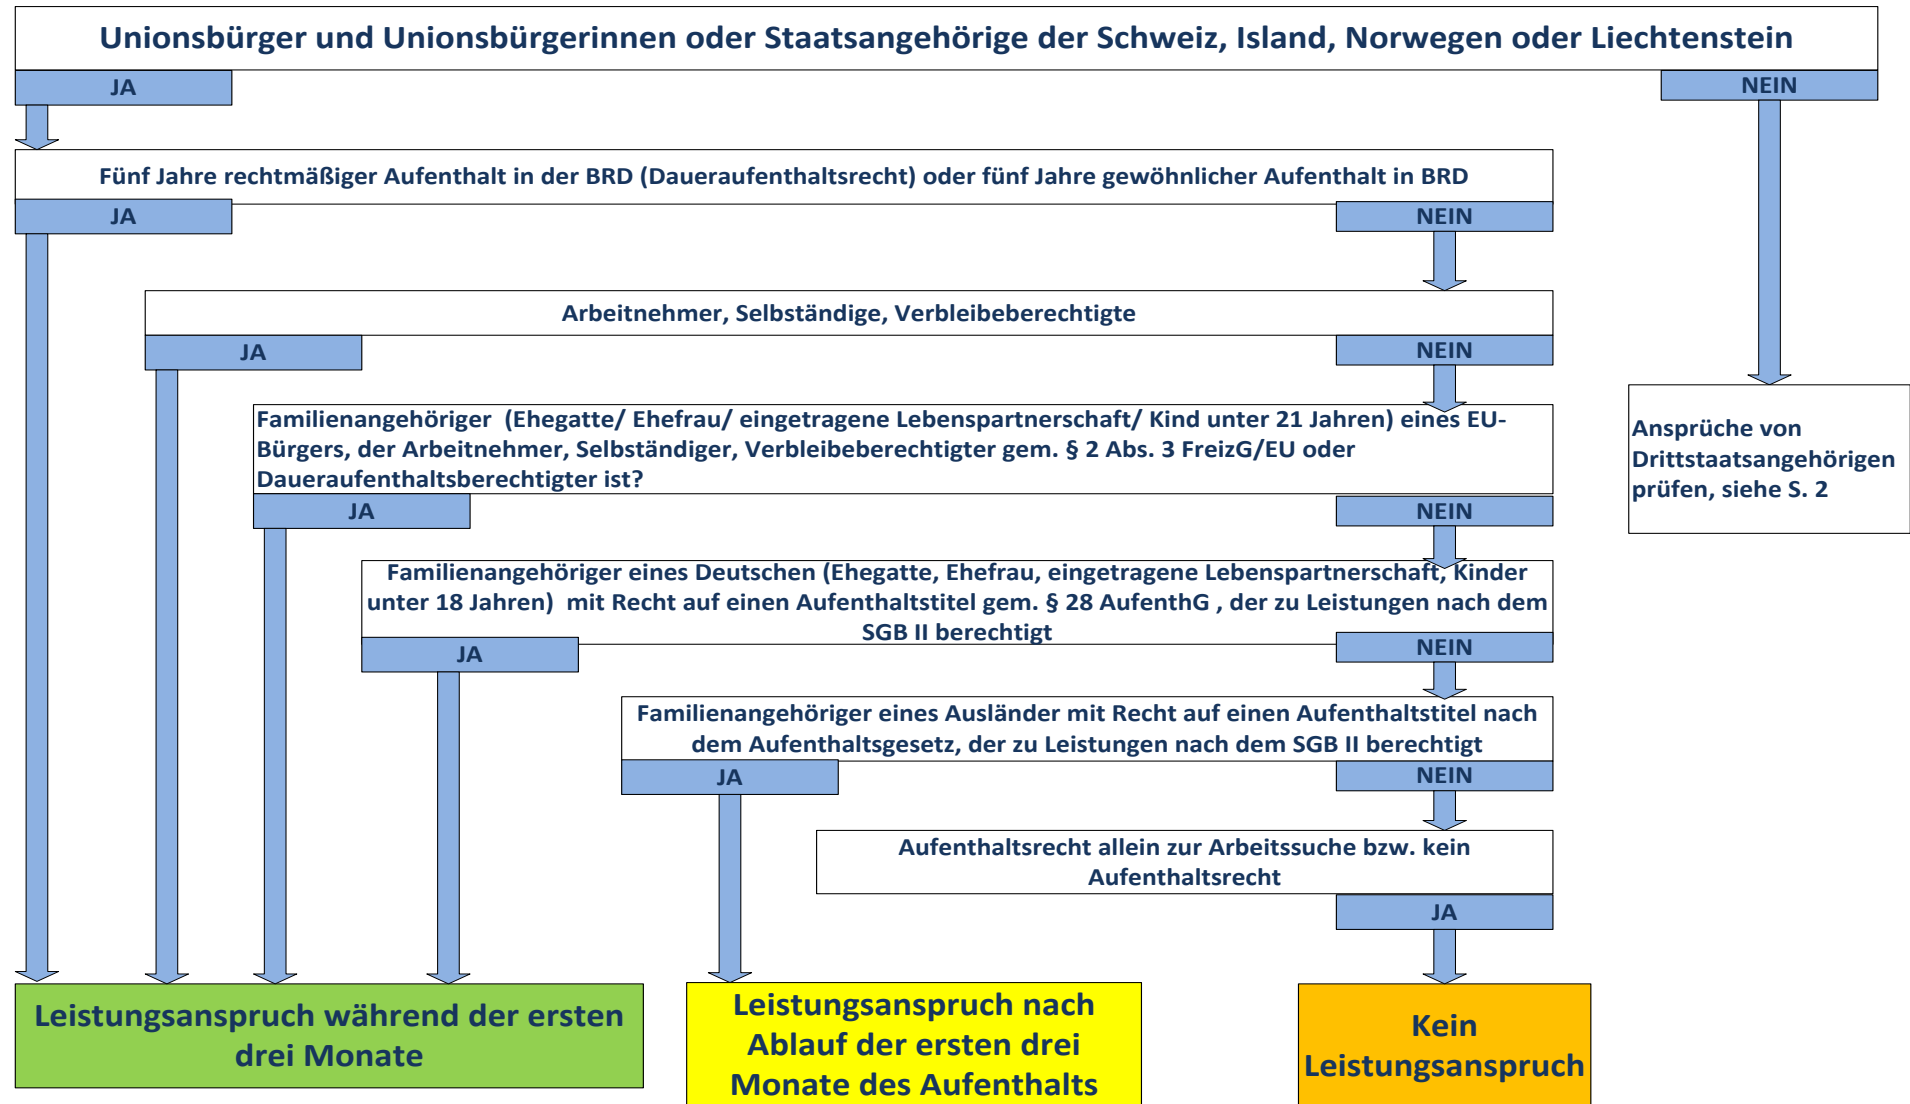 Unionsbürger und Unionsbürgerinnen oder Staatsangehörige der Schweiz, Island, Norwegen oder Liechtenstein
JA
NEIN
Fünf Jahre rechtmäßiger Aufenthalt in der BRD (Daueraufenthaltsrecht) oder fünf Jahre gewöhnlicher Aufenthalt in BRD
JA
NEIN
Arbeitnehmer, Selbständige, Verbleibeberechtigte
JA
NEIN
Familienangehöriger (Ehegatte/ Ehefrau/ eingetragene Lebenspartnerschaft/ Kind unter 21 Jahren) eines EU-
Bürgers, der Arbeitnehmer, Selbständiger, Verbleibeberechtigter gem. § 2 Abs. 3 FreizG/EU oder
Daueraufenthaltsberechtigter ist?
JA
NEIN
Ansprüche von
Drittstaatsangehörigen
prüfen, siehe S. 2
Familienangehöriger eines Deutschen (Ehegatte, Ehefrau, eingetragene Lebenspartnerschaft, Kinder
unter 18 Jahren) mit Recht auf einen Aufenthaltstitel gem. § 28 AufenthG , der zu Leistungen nach dem
SGB II berechtigt
JA
NEIN
Familienangehöriger eines Ausländer mit Recht auf einen Aufenthaltstitel nach
dem Aufenthaltsgesetz, der zu Leistungen nach dem SGB II berechtigt
JA
NEIN
Aufenthaltsrecht allein zur Arbeitssuche bzw. kein
Aufenthaltsrecht
JA
Leistungsanspruch während der ersten
drei Monate
Leistungsanspruch nach
Ablauf der ersten drei
Monate des Aufenthalts
Kein
Leistungsanspruch